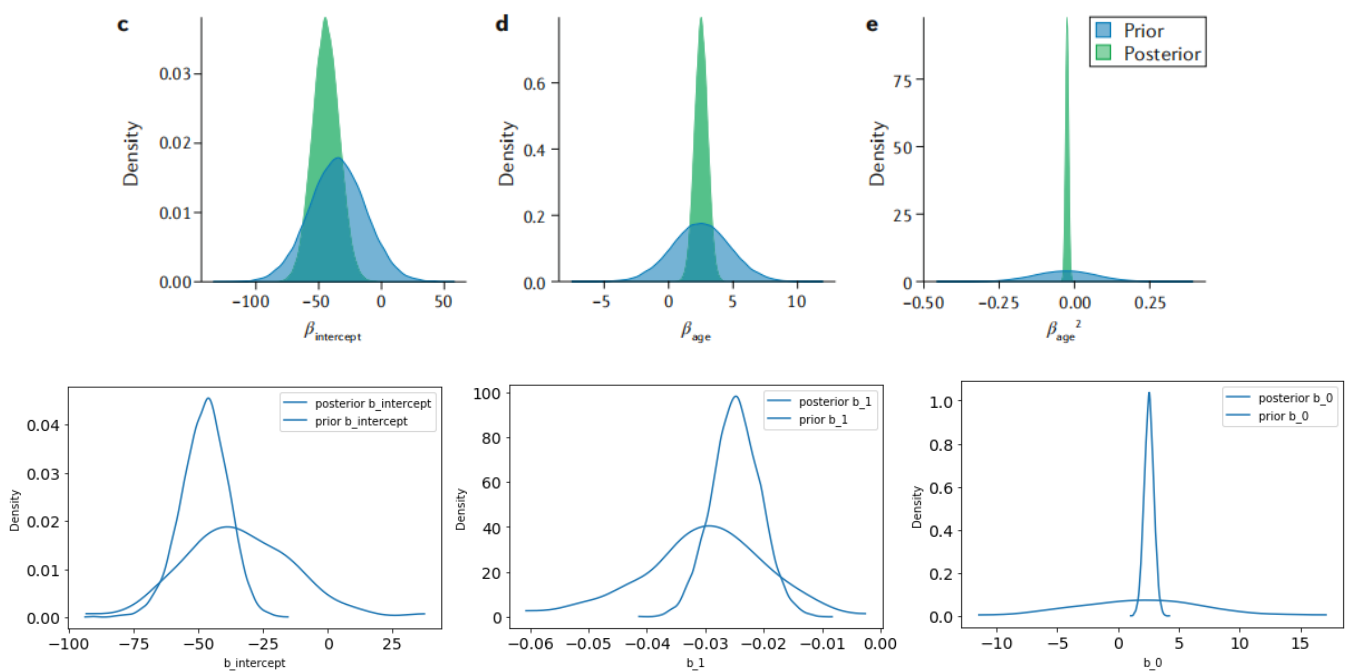 c
d
e
Prior
Posterior
0.03
0.02
0.01
0.00
Density
−100
−50
0
50
βintercept
0.6
0.4
0.2
0.0
Density
−5
0
5
10
βage
75
50
25
0
Density
−0.50
−0.25
0.00
0.25
βage²
0.04
0.03
0.02
0.01
0.00
Density
posterior b_intercept
prior b_intercept
−100
−75
−50
−25
0
25
b_intercept
100
80
60
40
20
0
Density
posterior b_1
prior b_1
−0.06
−0.05
−0.04
−0.03
−0.02
−0.01
0.00
b_1
1.0
0.8
0.6
0.4
0.2
0.0
Density
posterior b_0
prior b_0
−10
−5
0
5
10
15
b_0